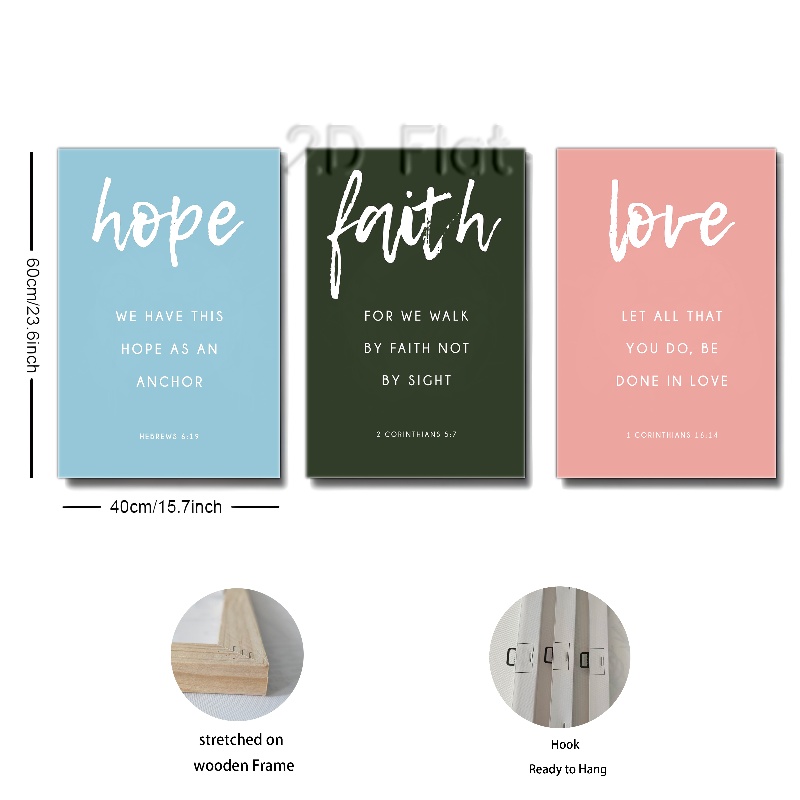 2D Flat
hope
WE HAVE THIS
HOPE AS AN
ANCHOR
HEBREWS 6:19
faith
FOR WE WALK
BY FAITH NOT
BY SIGHT
2 CORINTHIANS 5:7
love
LET ALL THAT
YOU DO, BE
DONE IN LOVE
1 CORINTHIANS 16:14
60cm/23.6inch
40cm/15.7inch
stretched on
wooden Frame
Hook
Ready to Hang